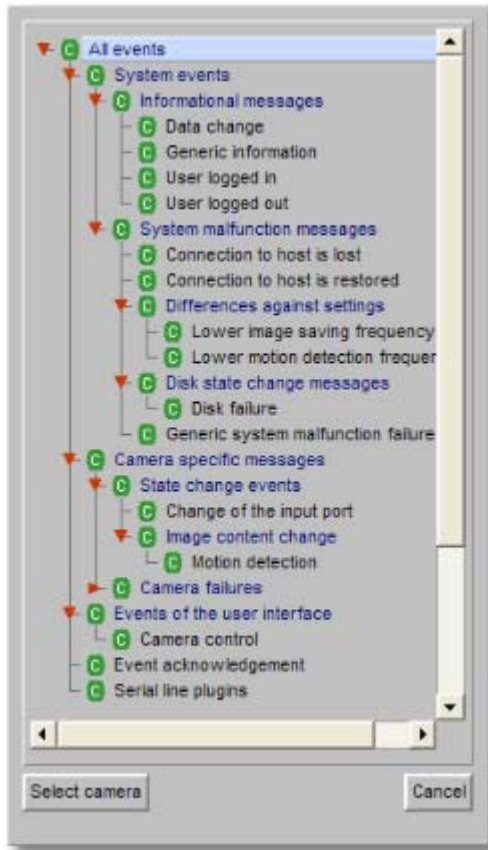 All events
System events
Informational messages
Data change
Generic information
User logged in
User logged out
System malfunction messages
Connection to host is lost
Connection to host is restored
Differences against settings
Lower image saving frequency
Lower motion detection frequer
Disk state change messages
Disk failure
Generic system malfunction failure
Camera specific messages
State change events
Change of the input port
Image content change
Motion detection
Camera failures
Events of the user interface
Camera control
Event acknowledgement
Serial line plugins
Select camera Cancel